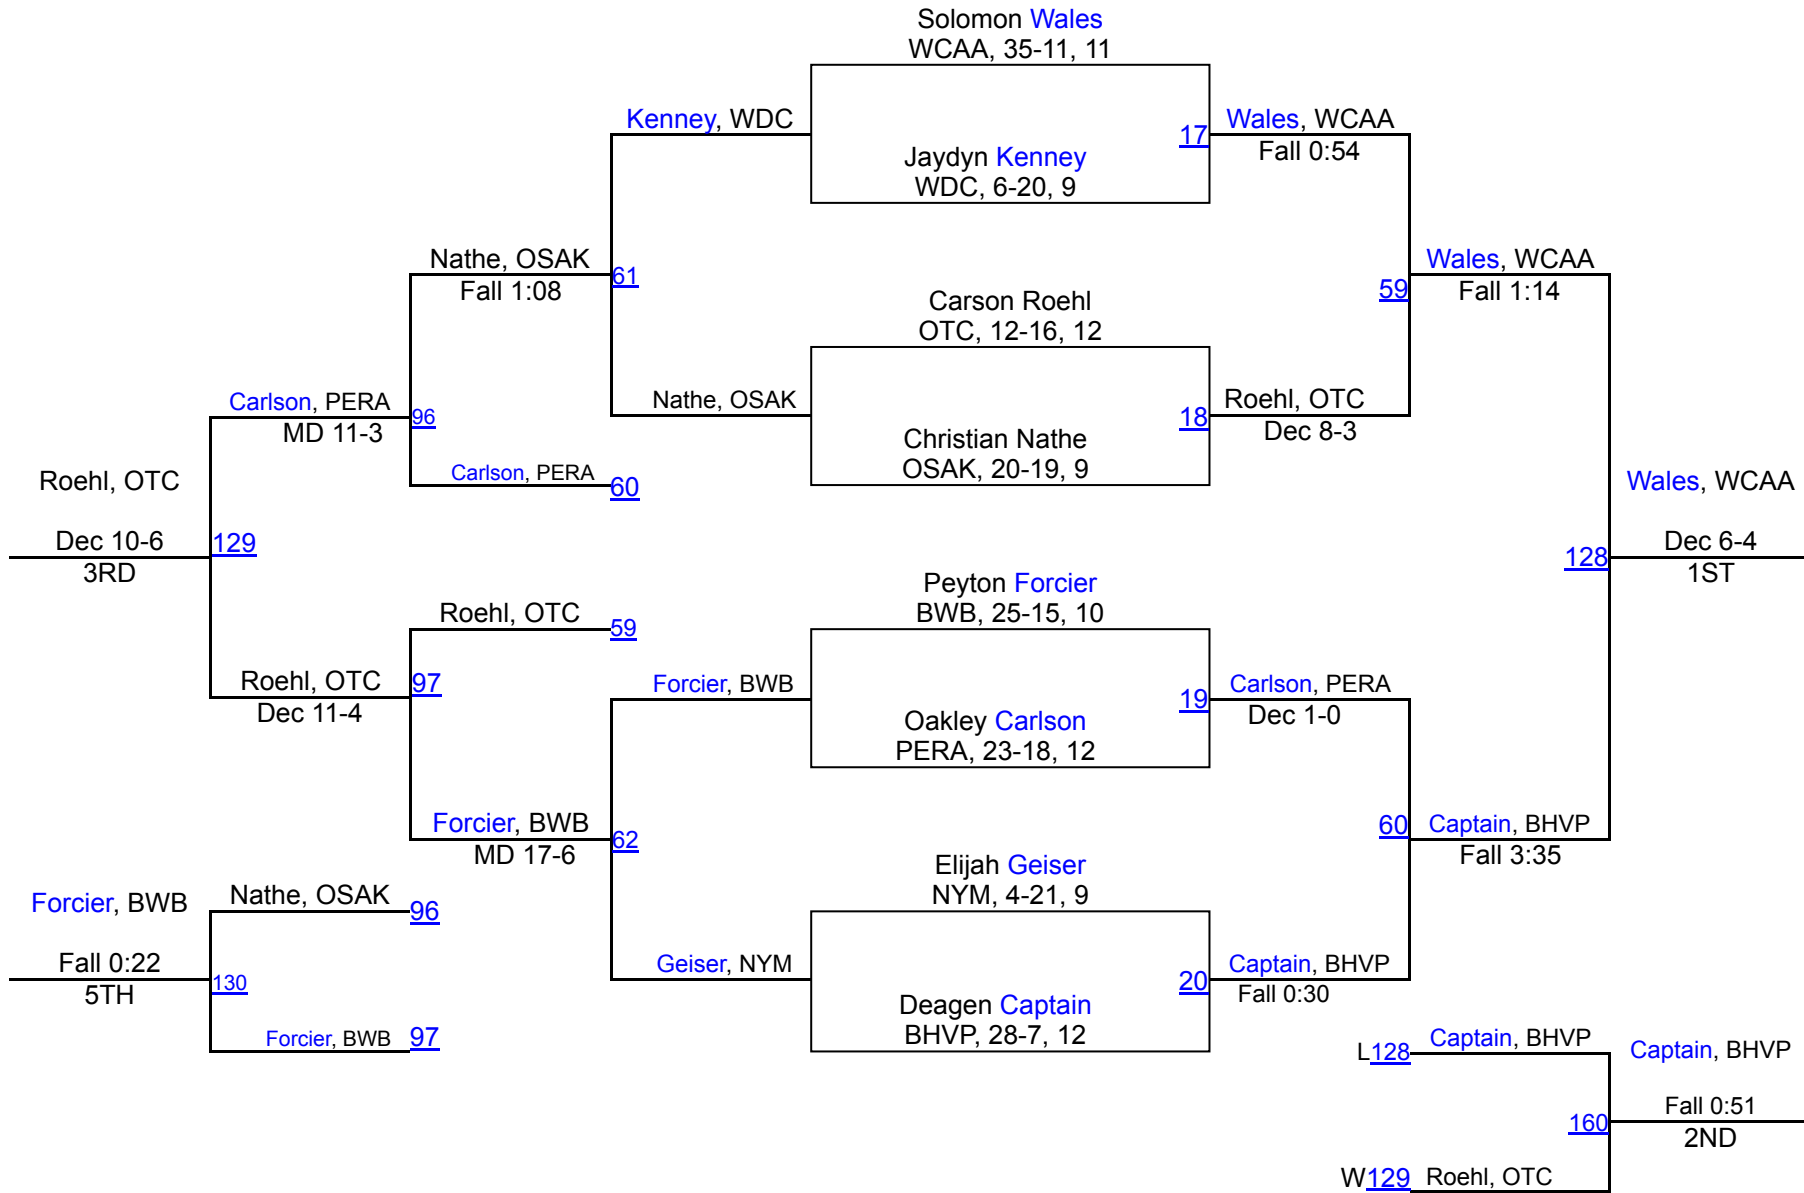 Solomon Wales
WCAA, 35-11, 11
Kenney, WDC
17
Wales, WCAA
Fall 0:54
Jaydyn Kenney
WDC, 6-20, 9
Nathe, OSAK
Fall 1:08
61
Wales, WCAA
Fall 1:14
59
Carson Roehl
OTC, 12-16, 12
Carlson, PERA
MD 11-3
96
Nathe, OSAK
18
Roehl, OTC
Dec 8-3
Christian Nathe
OSAK, 20-19, 9
Carlson, PERA
60
Roehl, OTC
Dec 10-6
3RD
129
Wales, WCAA
128
Dec 6-4
1ST
Peyton Forcier
BWB, 25-15, 10
Roehl, OTC
59
Roehl, OTC
Dec 11-4
97
Forcier, BWB
19
Carlson, PERA
Dec 1-0
Oakley Carlson
PERA, 23-18, 12
Forcier, BWB
MD 17-6
62
60
Captain, BHVP
Fall 3:35
Elijah Geiser
NYM, 4-21, 9
Forcier, BWB
Nathe, OSAK
96
Fall 0:22
5TH
130
Geiser, NYM
20
Captain, BHVP
Fall 0:30
Deagen Captain
BHVP, 28-7, 12
Forcier, BWB
97
L128
Captain, BHVP
Captain, BHVP
160
Fall 0:51
2ND
W129
Roehl, OTC